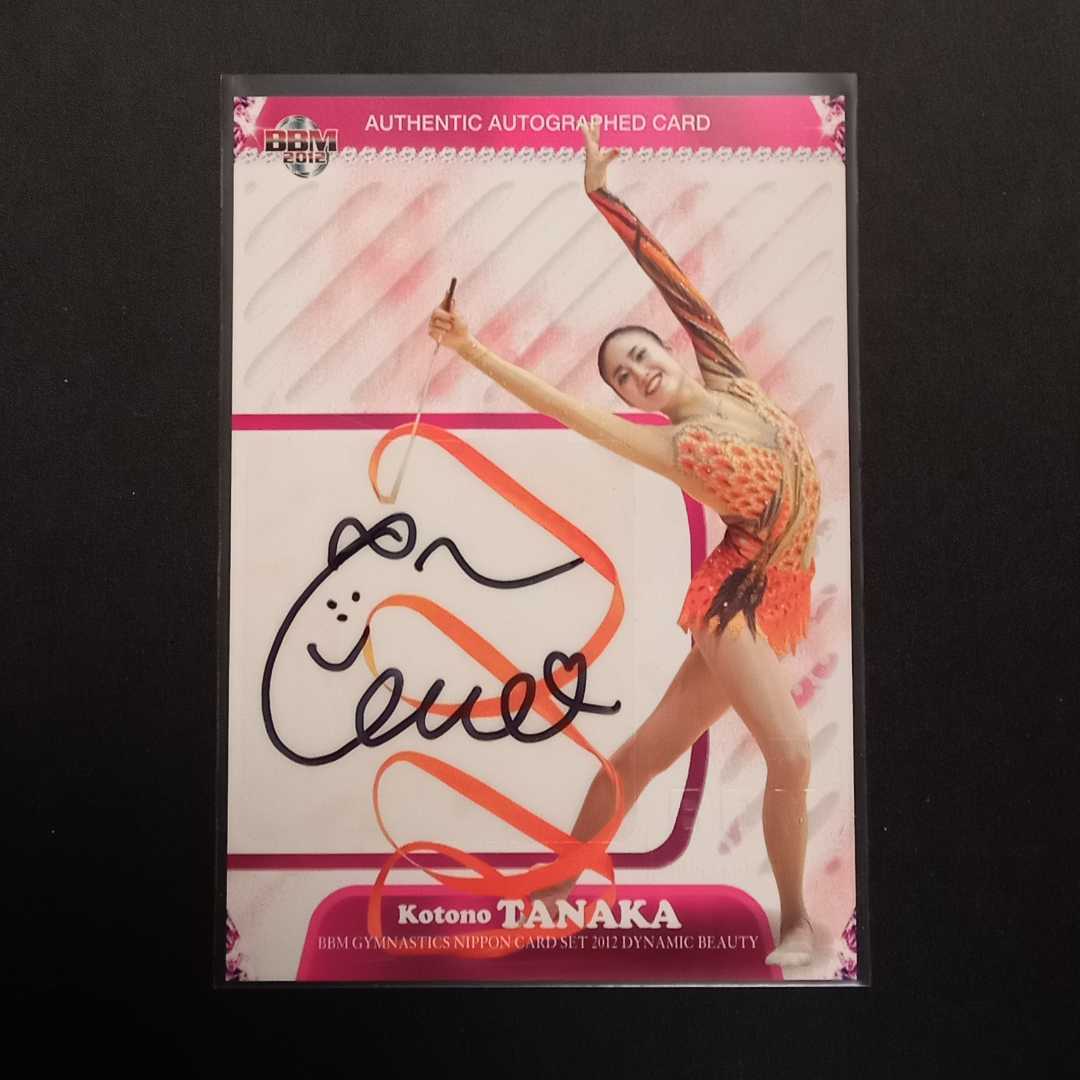 AUTHENTIC AUTOGRAPHED CARD
BBM
2012
Kotono TANAKA
BBM GYMNASTICS NIPPON CARD SET 2012 DYNAMIC BEAUTY